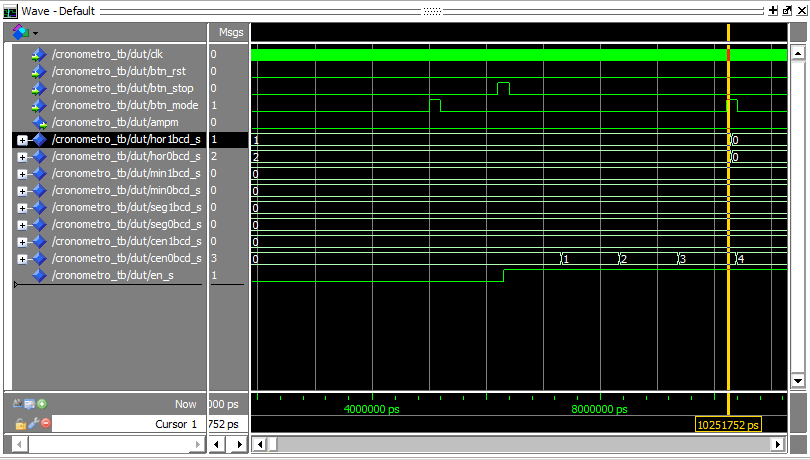 Wave - Default
Msgs
/cronometro_tb/dut/clk 0
/cronometro_tb/dut/btn_rst 0
/cronometro_tb/dut/btn_stop 0
/cronometro_tb/dut/btn_mode 1
/cronometro_tb/dut/ampm 0
/cronometro_tb/dut/hor1bcd_s 1 1 0
/cronometro_tb/dut/hor0bcd_s 2 2 0
/cronometro_tb/dut/min1bcd_s 0 0
/cronometro_tb/dut/min0bcd_s 0 0
/cronometro_tb/dut/seg1bcd_s 0 0
/cronometro_tb/dut/seg0bcd_s 0 0
/cronometro_tb/dut/cen1bcd_s 0 0
/cronometro_tb/dut/cen0bcd_s 3 0 1 2 3 4
/cronometro_tb/dut/en_s 1
Now 000 ps 4000000 ps 8000000 ps
Cursor 1 752 ps 10251752 ps